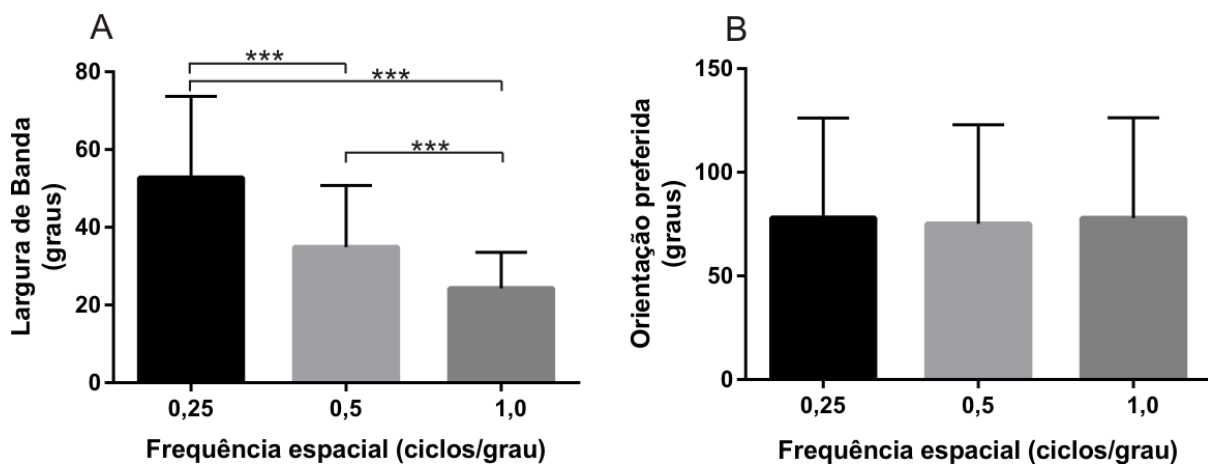 A
***
***
***
80
60
40
20
0
Largura de Banda
(graus)
0,25
0,5
1,0
Frequência espacial (ciclos/grau)
B
150
100
50
0
Orientação preferida
(graus)
0,25
0,5
1,0
Frequência espacial (ciclos/grau)